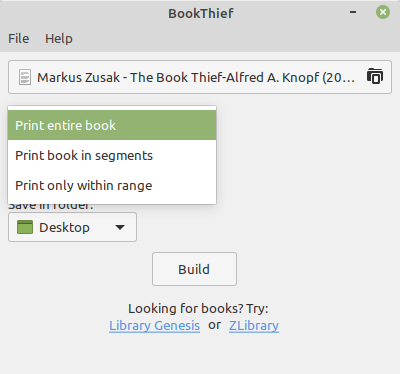 BookThief
File Help
Markus Zusak - The Book Thief-Alfred A. Knopf (20...
Print entire book
Print book in segments
Print only within range
Save in folder:
Desktop
Build
Looking for books? Try:
Library Genesis or ZLibrary